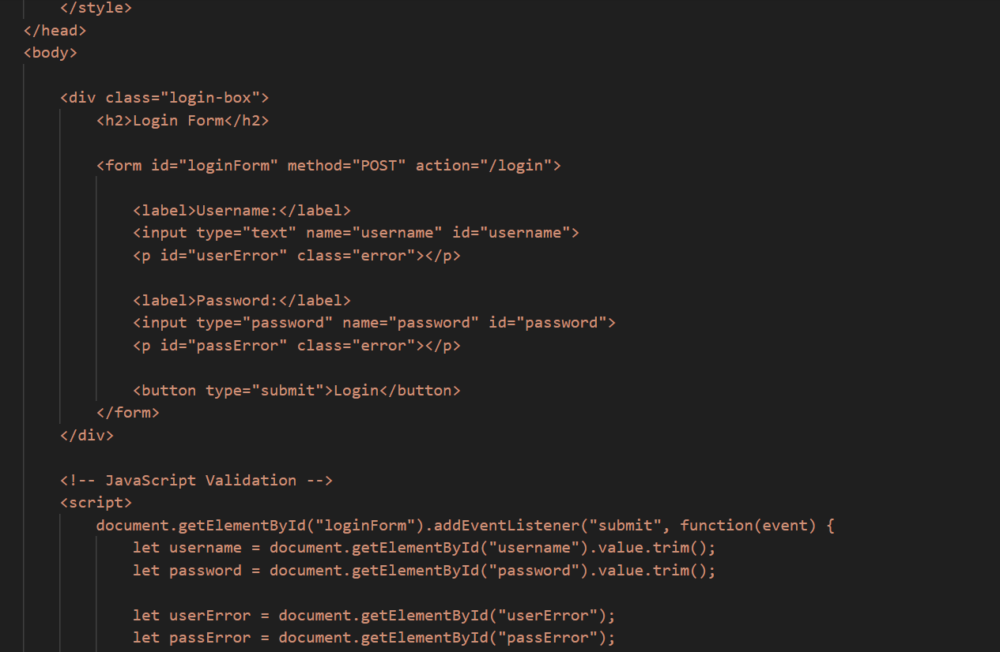 </style>
</head>
<body>
<div class="login-box">
<h2>Login Form</h2>
<form id="loginForm" method="POST" action="/login">
<label>Username:</label>
<input type="text" name="username" id="username">
<p id="userError" class="error"></p>
<label>Password:</label>
<input type="password" name="password" id="password">
<p id="passError" class="error"></p>
<button type="submit">Login</button>
</form>
</div>
<!-- JavaScript Validation -->
<script>
document.getElementById("loginForm").addEventListener("submit", function(event) {
let username = document.getElementById("username").value.trim();
let password = document.getElementById("password").value.trim();
let userError = document.getElementById("userError");
let passError = document.getElementById("passError");